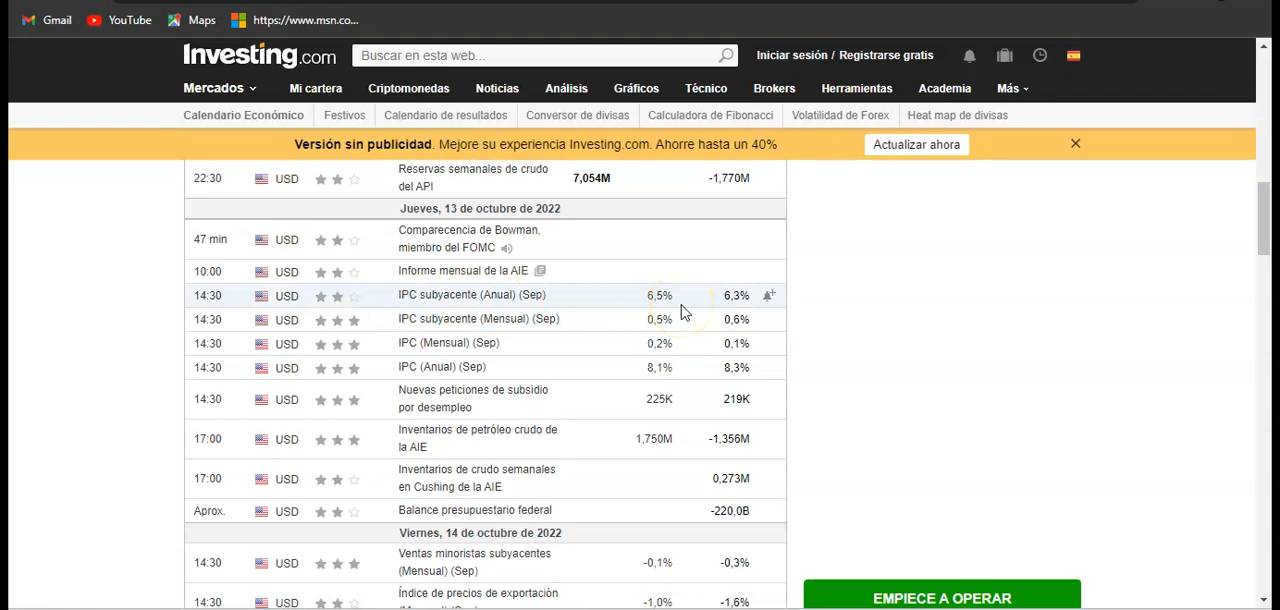 Gmail YouTube Maps https://www.msn.co...
Investing.com Buscar en esta web... Iniciar sesión / Registrarse gratis
Mercados Mi cartera Criptomonedas Noticias Análisis Gráficos Técnico Brokers Herramientas Academia Más
Calendario Económico Festivos Calendario de resultados Conversor de divisas Calculadora de Fibonacci Volatilidad de Forex Heat map de divisas
Versión sin publicidad. Mejore su experiencia Investing.com. Ahorre hasta un 40% Actualizar ahora
22:30 USD Reservas semanales de crudo 7,054M -1,770M
del API
Jueves, 13 de octubre de 2022
47 min USD Comparecencia de Bowman,
miembro del FOMC
10:00 USD Informe mensual de la AIE
14:30 USD IPC subyacente (Anual) (Sep) 6,5% 6,3%
14:30 USD IPC subyacente (Mensual) (Sep) 0,5% 0,6%
14:30 USD IPC (Mensual) (Sep) 0,2% 0,1%
14:30 USD IPC (Anual) (Sep) 8,1% 8,3%
14:30 USD Nuevas peticiones de subsidio 225K 219K
por desempleo
17:00 USD Inventarios de petróleo crudo de 1,750M -1,356M
la AIE
17:00 USD Inventarios de crudo semanales 0,273M
en Cushing de la AIE
Aprox. USD Balance presupuestario federal -220,0B
Viernes, 14 de octubre de 2022
14:30 USD Ventas minoristas subyacentes -0,1% -0,3%
(Mensual) (Sep)
14:30 USD Índice de precios de exportación -1,0% -1,6%
EMPIECE A OPERAR